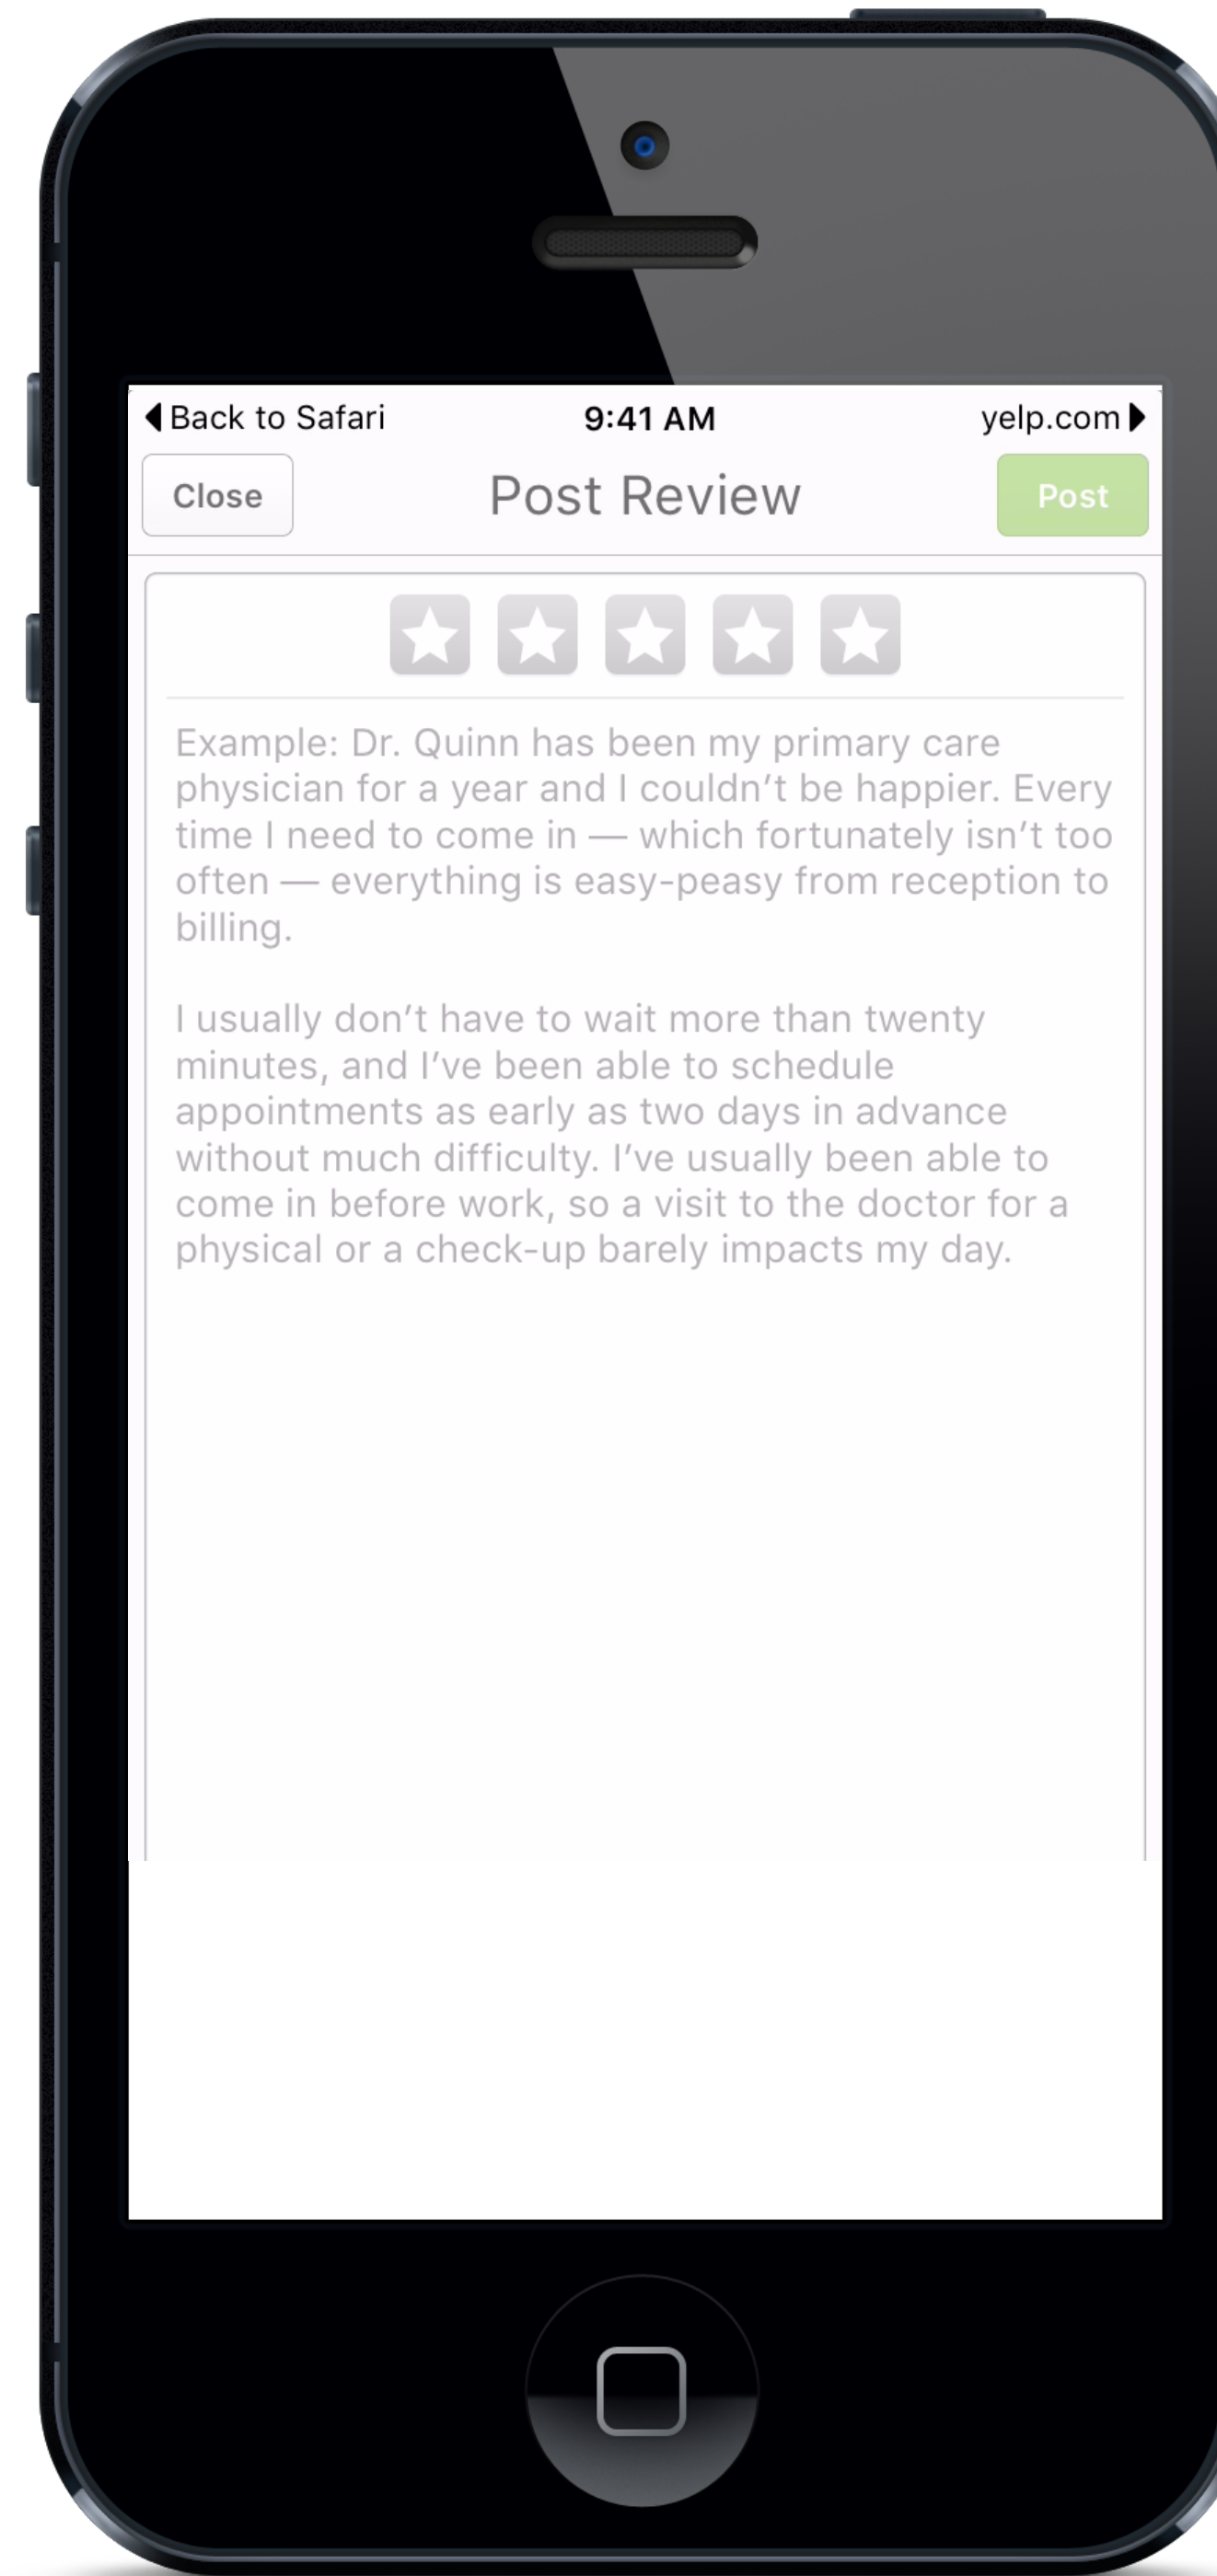 Back to Safari 9:41 AM yelp.com
Close Post Review Post
Example: Dr. Quinn has been my primary care
physician for a year and I couldn’t be happier. Every
time I need to come in — which fortunately isn’t too
often — everything is easy-peasy from reception to
billing.
I usually don’t have to wait more than twenty
minutes, and I’ve been able to schedule
appointments as early as two days in advance
without much difficulty. I’ve usually been able to
come in before work, so a visit to the doctor for a
physical or a check-up barely impacts my day.